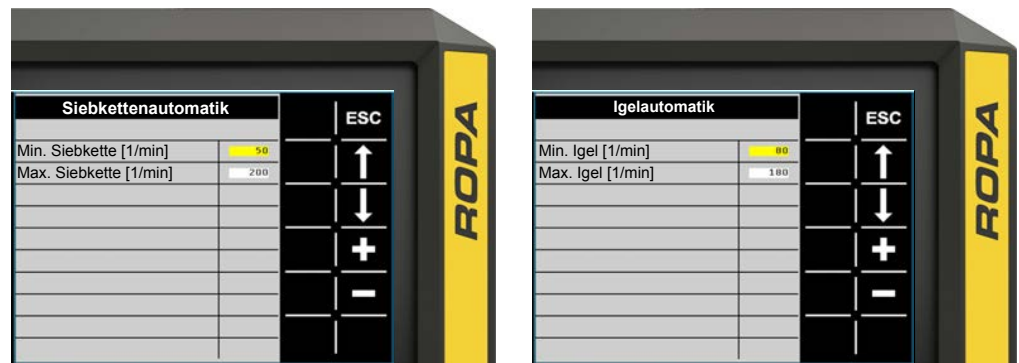 Siebkettenautomatik
ESC
Min. Siebkette [1/min] 50
Max. Siebkette [1/min] 200
ROPA
Igelautomatik
ESC
Min. Igel [1/min] 80
Max. Igel [1/min] 180
ROPA